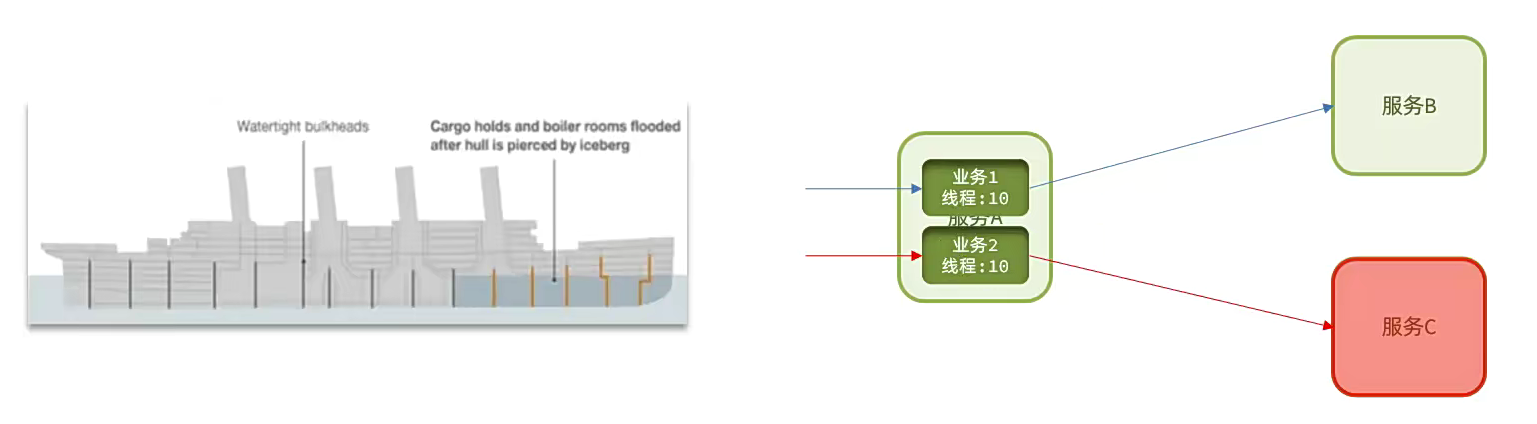 Watertight bulkheads
Cargo holds and boiler rooms flooded
after hull is pierced by iceberg
业务1
线程:10
服务A
业务2
线程:10
服务B
服务C